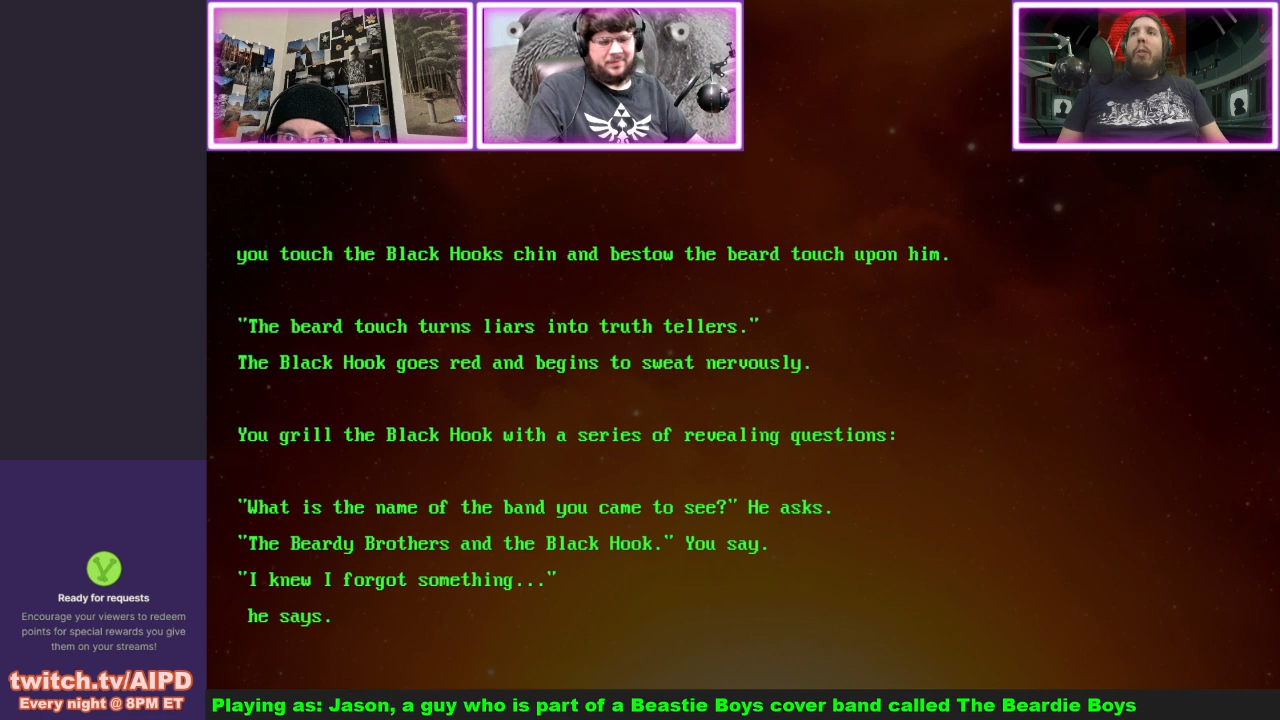 you touch the Black Hooks chin and bestow the beard touch upon him.
"The beard touch turns liars into truth tellers."
The Black Hook goes red and begins to sweat nervously.
You grill the Black Hook with a series of revealing questions:
"What is the name of the band you came to see?" He asks.
"The Beardy Brothers and the Black Hook." You say.
"I knew I forgot something..."
he says.
Ready for requests
Encourage your viewers to redeem
points for special rewards you give
them on your streams!
twitch.tv/AIPD
Every night @ 8PM ET
Playing as: Jason, a guy who is part of a Beastie Boys cover band called The Beardie Boys